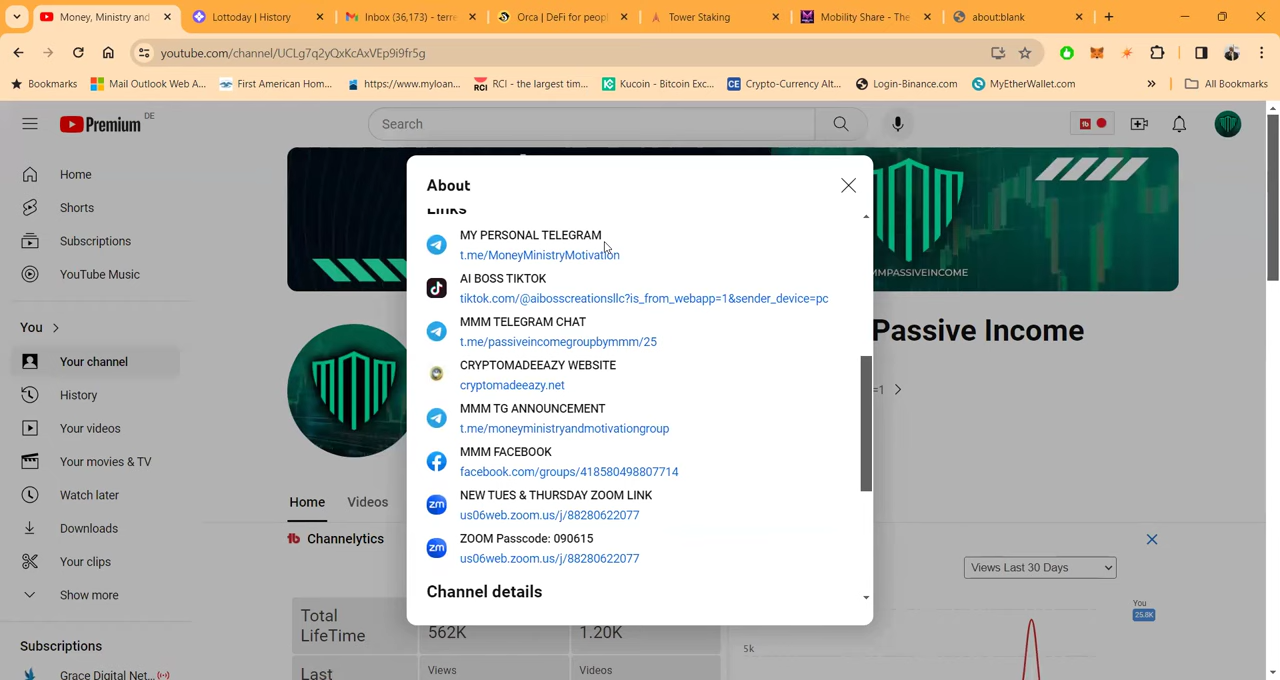 Money, Ministry and
Lottoday | History
Inbox (36,173) - terre
Orca | DeFi for peopl
Tower Staking
Mobility Share - The
about:blank
youtube.com/channel/UCLg7q2yQxKcAxVEp9i9fr5g
Bookmarks
Mail Outlook Web A...
First American Hom...
https://www.myloan...
RCI - the largest tim...
Kucoin - Bitcoin Exc...
Crypto-Currency Alt...
Login-Binance.com
MyEtherWallet.com
»
All Bookmarks
Premium DE
Search
Home
Shorts
Subscriptions
YouTube Music
You
Your channel
History
Your videos
Your movies & TV
Watch later
Downloads
Your clips
Show more
Subscriptions
Grace Digital Net...
MMPASSIVEINCOME
Passive Income
=1
Home
Videos
Channelytics
Views Last 30 Days
Total
LifeTime
562K
1.20K
Last
Views
Videos
5k
You
25.8K
About
Links
MY PERSONAL TELEGRAM
t.me/MoneyMinistryMotivation
AI BOSS TIKTOK
tiktok.com/@aibosscreationsllc?is_from_webapp=1&sender_device=pc
MMM TELEGRAM CHAT
t.me/passiveincomegroupbymmm/25
CRYPTOMADEEAZY WEBSITE
cryptomadeeazy.net
MMM TG ANNOUNCEMENT
t.me/moneyministryandmotivationgroup
MMM FACEBOOK
facebook.com/groups/418580498807714
NEW TUES & THURSDAY ZOOM LINK
us06web.zoom.us/j/88280622077
ZOOM Passcode: 090615
us06web.zoom.us/j/88280622077
Channel details